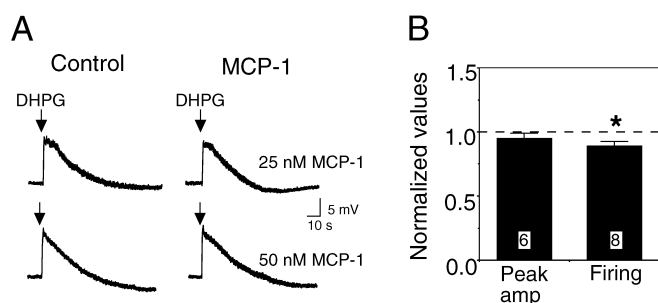 A
Control
MCP-1
DHPG
DHPG
25 nM MCP-1
5 mV
10 s
50 nM MCP-1
B
Normalized values
1.5
1.0
0.5
0.0
*
6
8
Peak
amp
Firing